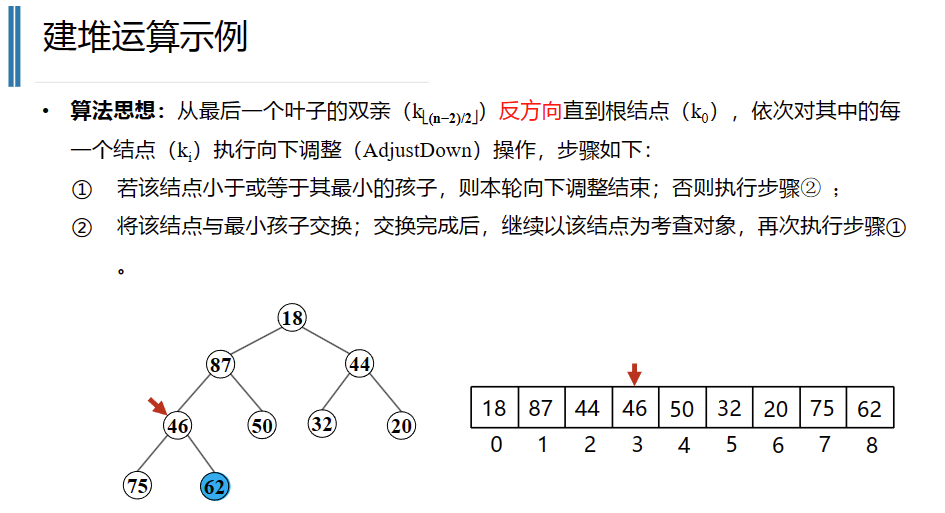 建堆运算示例
• 算法思想：从最后一个叶子的双亲（k⌊(n−2)/2⌋）反方向直到根结点（k0），依次对其中的每
一个结点（ki）执行向下调整（AdjustDown）操作，步骤如下：
① 若该结点小于或等于其最小的孩子，则本轮向下调整结束；否则执行步骤② ；
② 将该结点与最小孩子交换；交换完成后，继续以该结点为考查对象，再次执行步骤①
。
18
87 44
46 50 32 20
75 62
18 87 44 46 50 32 20 75 62
0 1 2 3 4 5 6 7 8